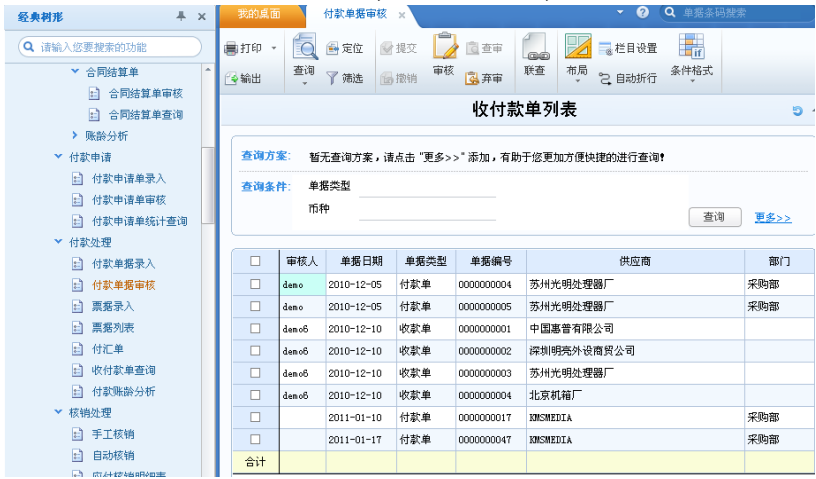 经典树形
我的桌面 付款单据审核
单据条码搜索
请输入您要搜索的功能
打印 查询 定位 提交 审核 查审 联查 布局 栏目设置 条件格式
输出 筛选 撤销 弃审 自动折行
合同结算单
合同结算单审核
合同结算单查询
账龄分析
付款申请
付款申请单录入
付款申请单审核
付款申请单统计查询
付款处理
付款单据录入
付款单据审核
票据录入
票据列表
付汇单
收付款单查询
付款账龄分析
核销处理
手工核销
自动核销
应付核销明细表
收付款单列表
查询方案: 暂无查询方案，请点击 "更多>>" 添加，有助于您更加方便快捷的进行查询!
查询条件: 单据类型
币种
查询 更多>>
审核人 单据日期 单据类型 单据编号 供应商 部门
demo 2010-12-05 付款单 0000000004 苏州光明处理器厂 采购部
demo 2010-12-05 付款单 0000000005 苏州光明处理器厂 采购部
demo6 2010-12-10 收款单 0000000001 中国惠普有限公司
demo6 2010-12-10 收款单 0000000002 深圳明亮外设商贸公司
demo6 2010-12-10 收款单 0000000003 苏州光明处理器厂
demo6 2010-12-10 收款单 0000000004 北京机箱厂
2011-01-10 付款单 0000000017 KMSMEDIA 采购部
2011-01-17 付款单 0000000047 KMSMEDIA 采购部
合计